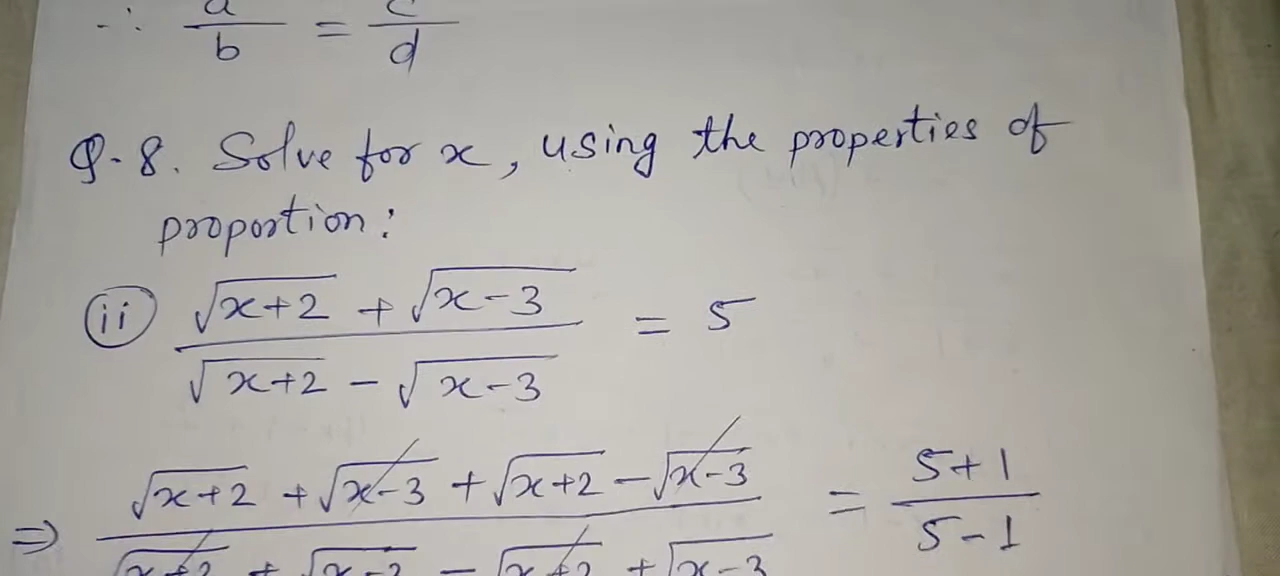 ∴ a/b = c/d
Q-8. Solve for x, using the properties of
proportion:
(ii) (√(x+2) + √(x-3)) / (√(x+2) - √(x-3)) = 5
⇒ (√(x+2) + √(x-3) + √(x+2) - √(x-3)) / (√(x+2) + √(x-3) - √(x+2) + √(x-3)) = (5+1)/(5-1)